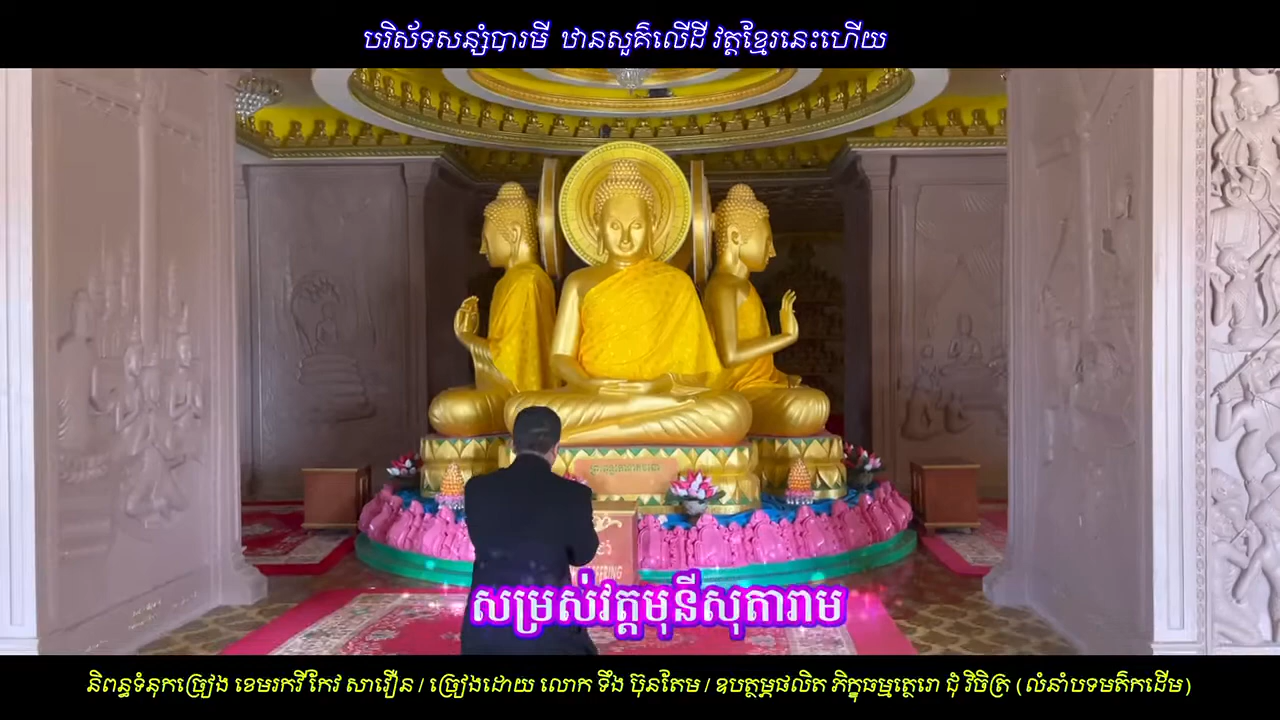 បរិស័ទសន្សំបារមី ឋានសួគ៌លើដី វត្តខ្មែរនេះហើយ
សម្រស់វត្តមុនីសុតារាម
និពន្ធទំនុកច្រៀង ខេមរកវី កែវ សាវឿន / ច្រៀងដោយ លោក ទឹង ប៊ុនតែម / ឧបត្ថម្ភផលិត ភិក្ខុធម្មត្ថេរោ ជុំ វិចិត្រ (លំនាំបទមត៌កដើម)